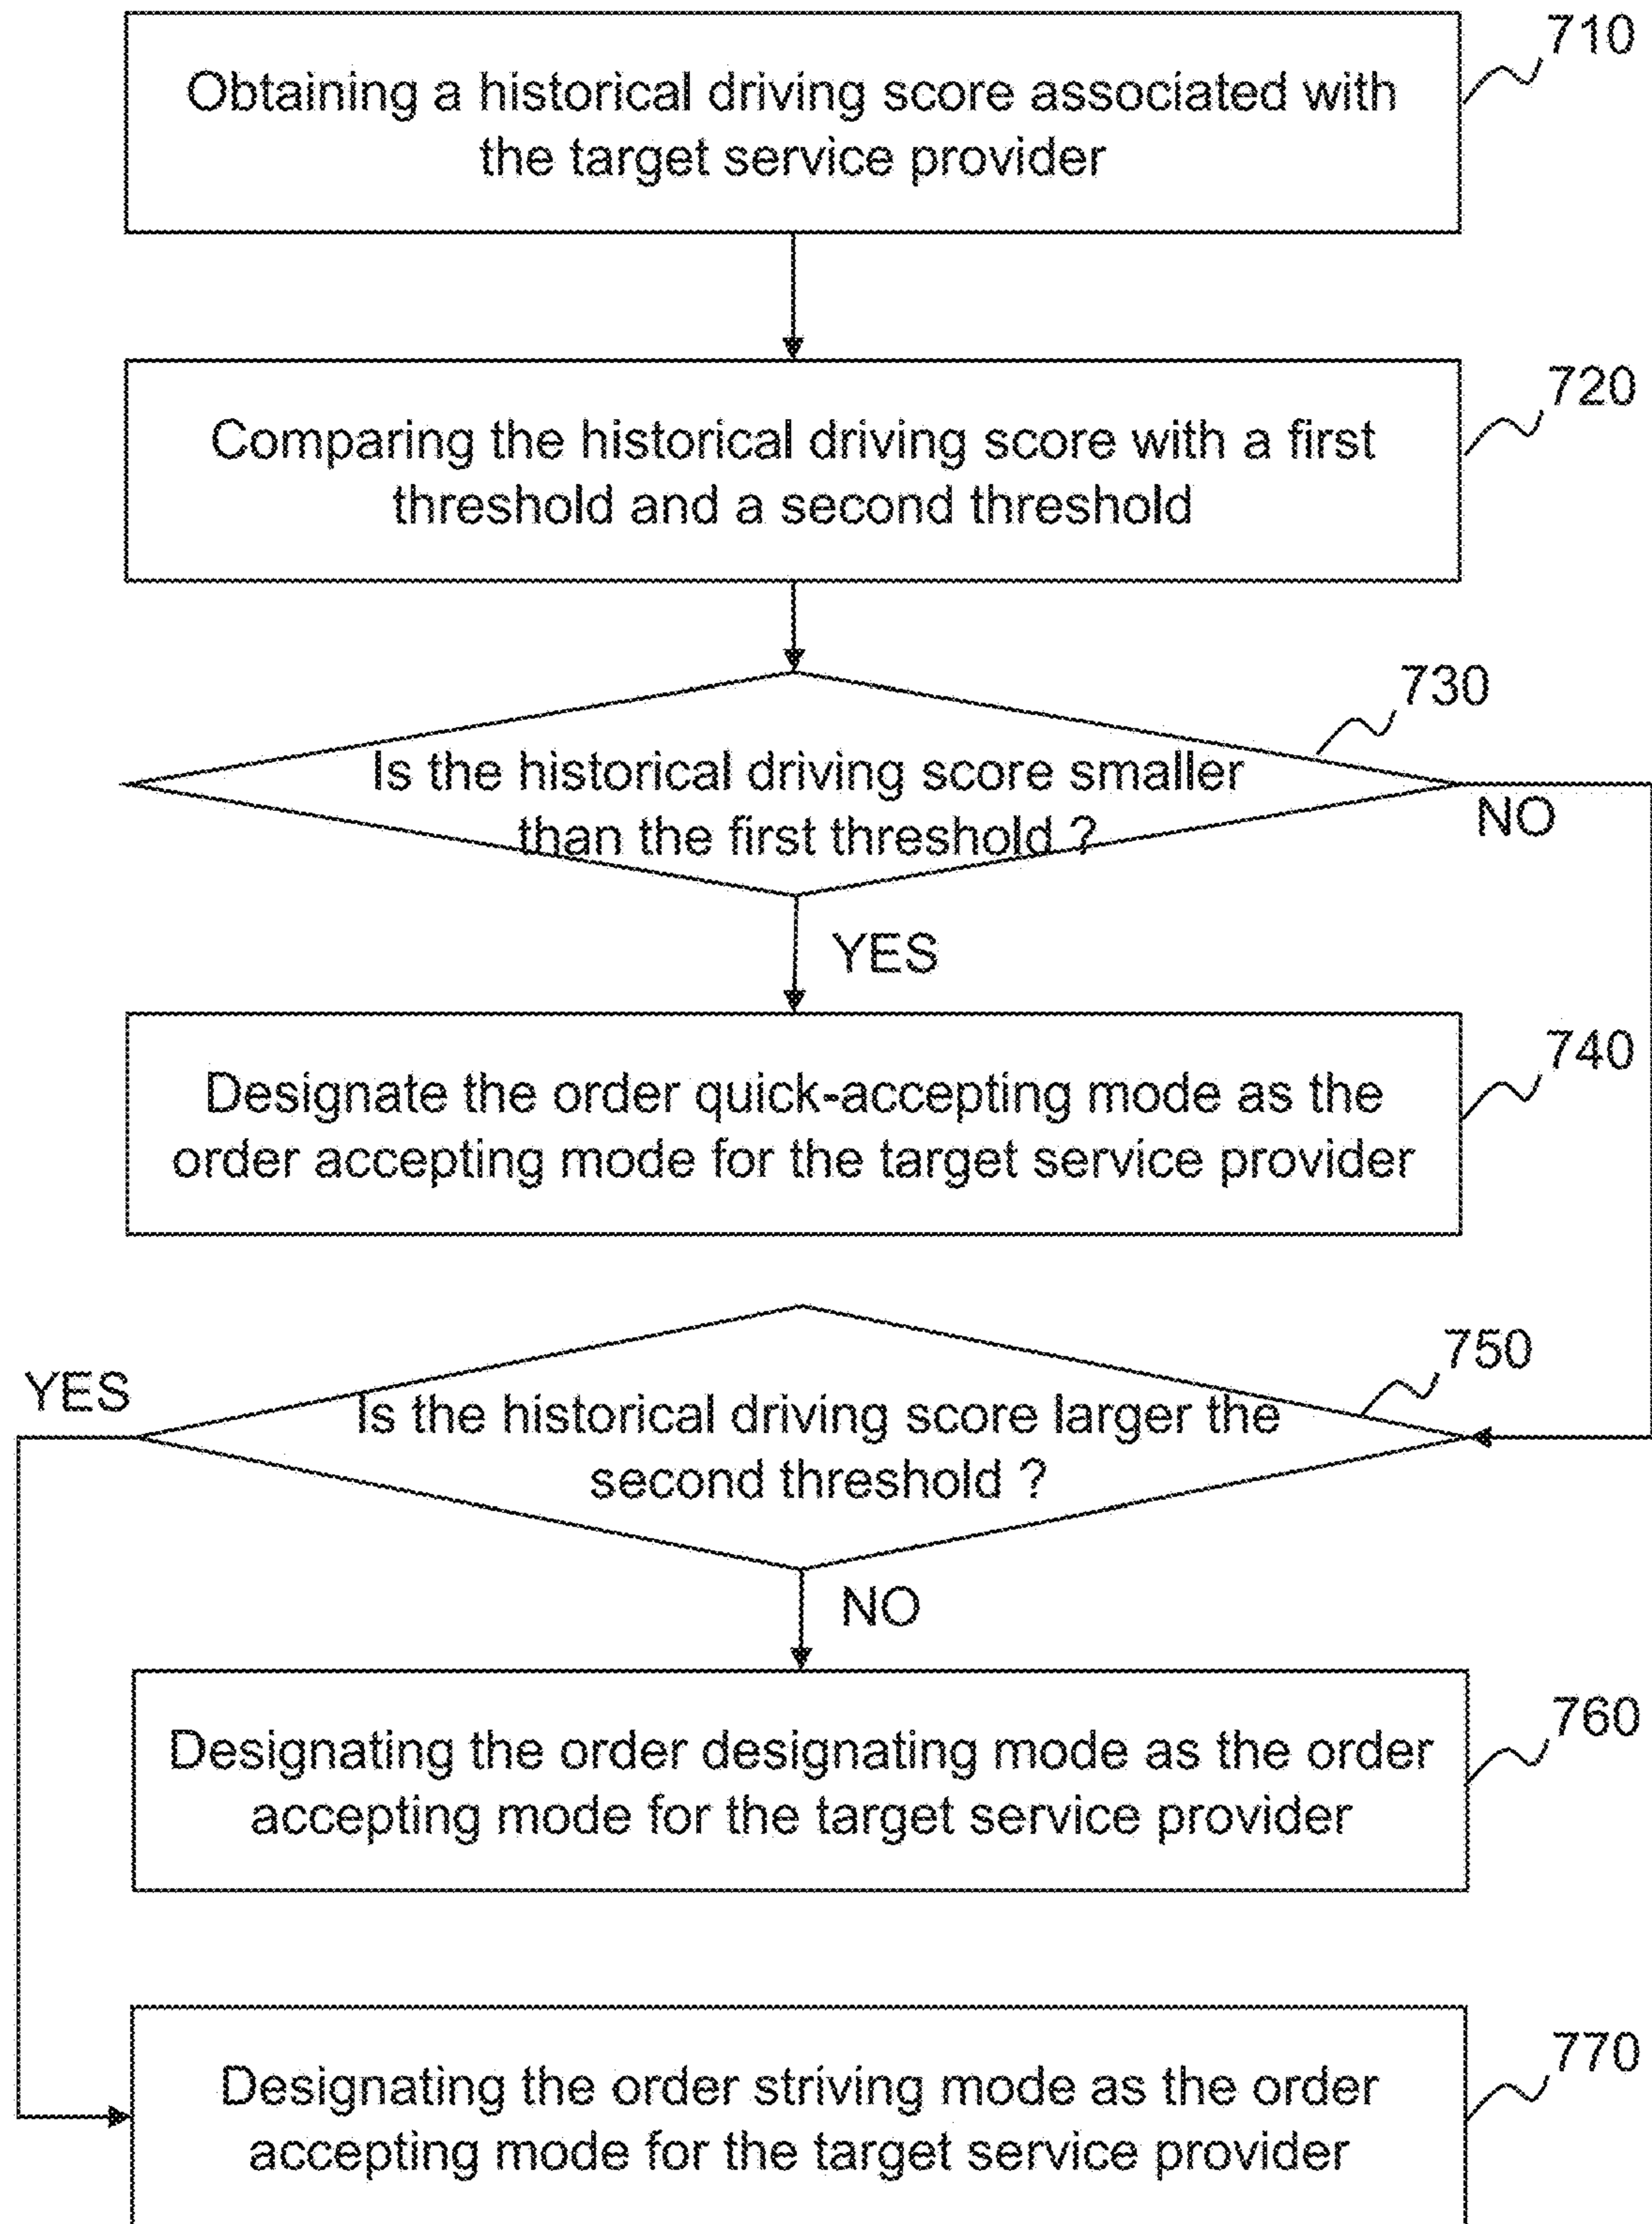 710
Obtaining a historical driving score associated with
the target service provider
720
Comparing the historical driving score with a first
threshold and a second threshold
730
Is the historical driving score smaller
than the first threshold ?
NO
YES
740
Designate the order quick-accepting mode as the
order accepting mode for the target service provider
750
YES
Is the historical driving score larger the
second threshold ?
NO
760
Designating the order designating mode as the order
accepting mode for the target service provider
770
Designating the order striving mode as the order
accepting mode for the target service provider